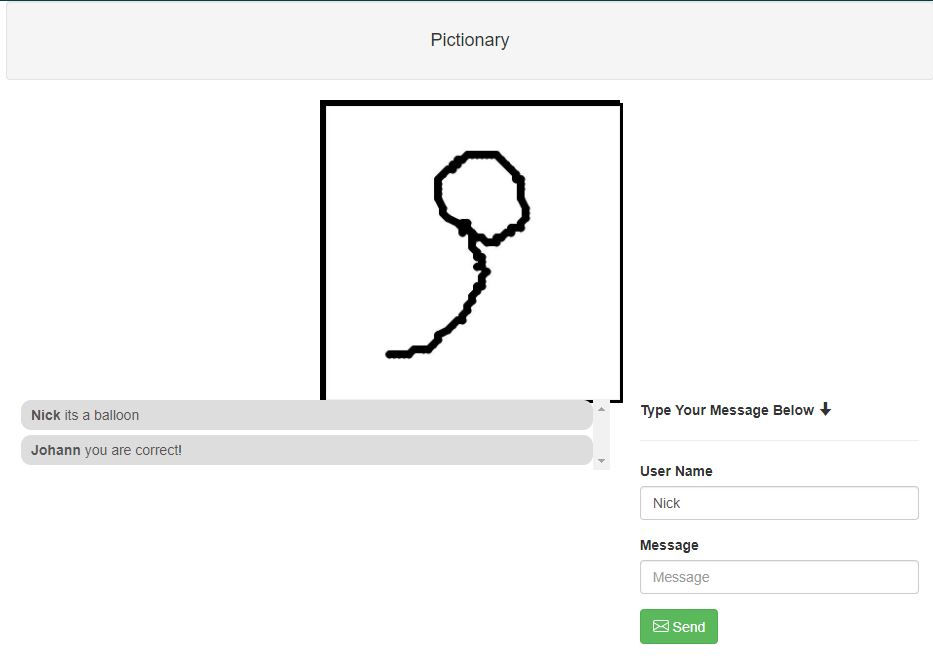 Pictionary
Nick its a balloon
Johann you are correct!
Type Your Message Below
User Name
Nick
Message
Message
Send